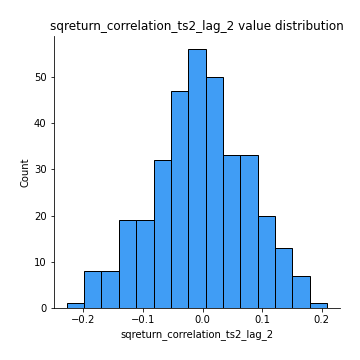 sqreturn_correlation_ts2_lag_2 value distribution
50
40
30
20
10
0
Count
−0.2 −0.1 0.0 0.1 0.2
sqreturn_correlation_ts2_lag_2